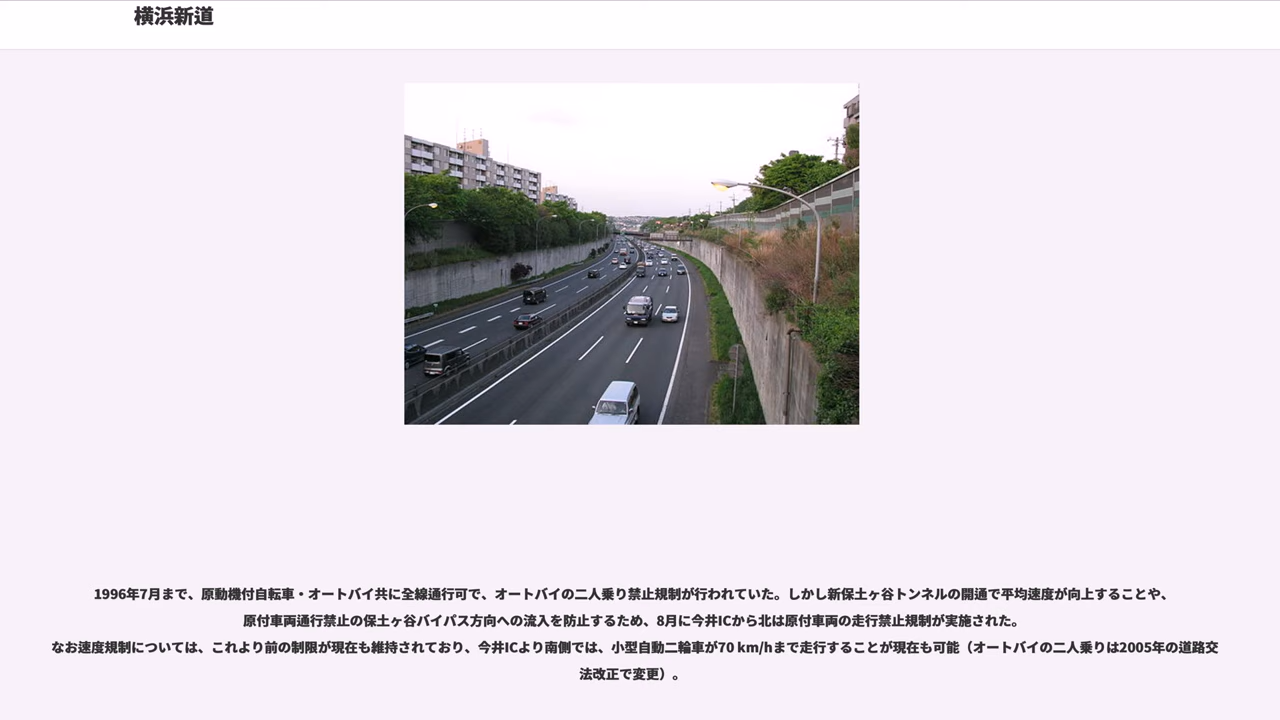 横浜新道
1996年7月まで、原動機付自転車・オートバイ共に全線通行可で、オートバイの二人乗り禁止規制が行われていた。しかし新保土ヶ谷トンネルの開通で平均速度が向上することや、
原付車両通行禁止の保土ヶ谷バイパス方向への流入を防止するため、8月に今井ICから北は原付車両の走行禁止規制が実施された。
なお速度規制については、これより前の制限が現在も維持されており、今井ICより南側では、小型自動二輪車が70 km/hまで走行することが現在も可能（オートバイの二人乗りは2005年の道路交
法改正で変更）。